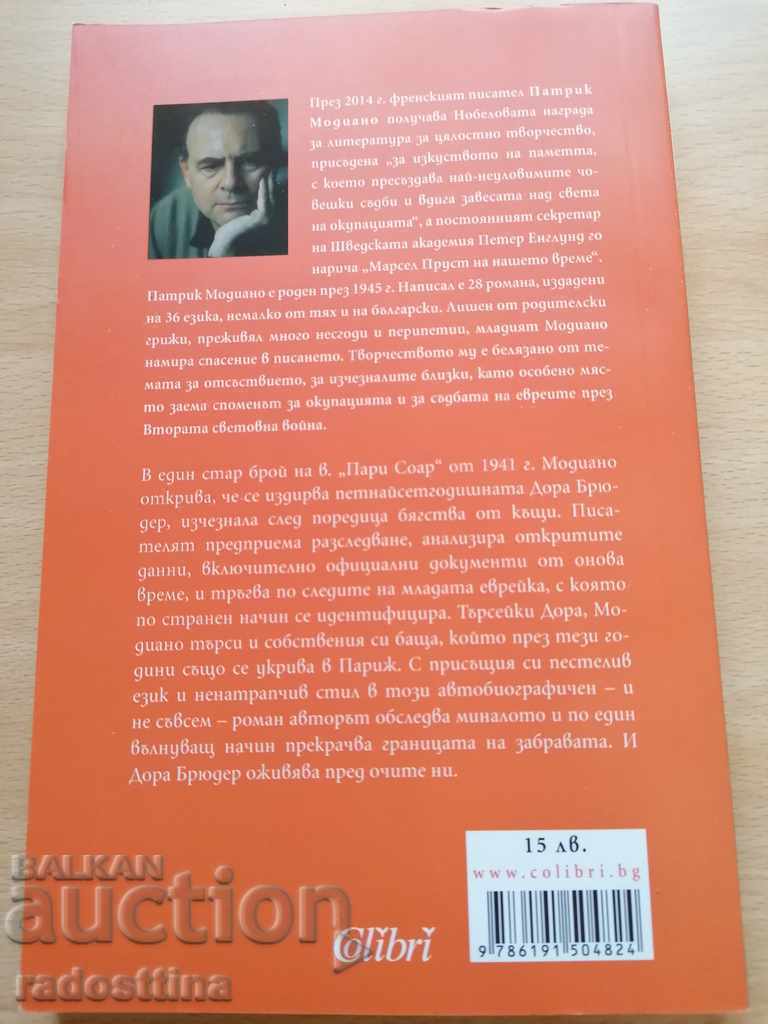 През 2014 г. френският писател Патрик
Модиано получава Нобеловата награда
за литература за цялостно творчество,
присъдена „за изкуството на паметта,
с което пресъздава най-неуловимите чо-
вешки съдби и вдига завесата над света
на окупацията“, а постоянният секретар
на Шведската академия Петер Енглунд го
нарича „Марсел Пруст на нашето време“.
Патрик Модиано е роден през 1945 г. Написал е 28 романа, издадени
на 36 езика, немалко от тях и на български. Лишен от родителски
грижи, преживял много несгоди и перипетии, младият Модиано
намира спасение в писането. Творчеството му е белязано от те-
мата за отсъствието, за изчезналите близки, като особено мяс-
то заема споменът за окупацията и за съдбата на евреите през
Втората световна война.
В един стар брой на в. „Пари Соар“ от 1941 г. Модиано
открива, че се издирва петнайсетгодишната Дора Брю-
дер, изчезнала след поредица бягства от къщи. Писа-
телят предприема разследване, анализира откритите
данни, включително официални документи от онова
време, и тръгва по следите на младата еврейка, с която
по странен начин се идентифицира. Търсейки Дора, Мо-
диано търси и собствения си баща, който през тези го-
дини също се укрива в Париж. С присъщия си пестелив
език и ненатрапчив стил в този автобиографичен – и
не съвсем – роман авторът обследва миналото и по един
вълнуващ начин прекрачва границата на забравата. И
Дора Брюдер оживява пред очите ни.
15 лв.
www.colibri.bg
9 786191 504824
Colibri
BALKAN
auction
radosttina